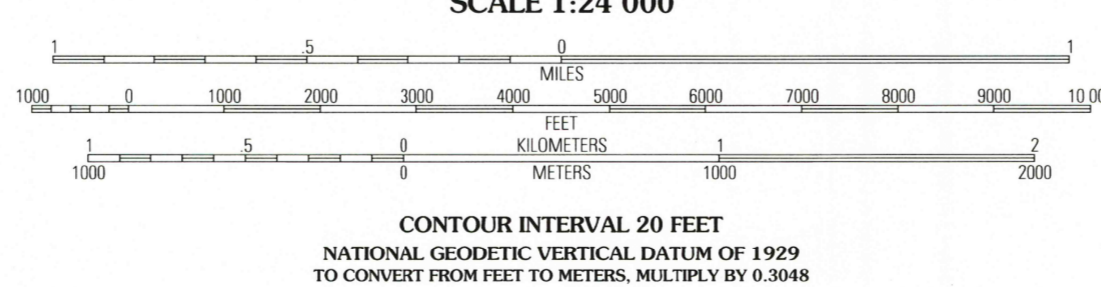 SCALE 1:24 000
1 .5 0 1
MILES
1000 0 1000 2000 3000 4000 5000 6000 7000 8000 9000 10 00
FEET
1 .5 0 KILOMETERS 1 2
1000 0 METERS 1000 2000
CONTOUR INTERVAL 20 FEET
NATIONAL GEODETIC VERTICAL DATUM OF 1929
TO CONVERT FROM FEET TO METERS, MULTIPLY BY 0.3048